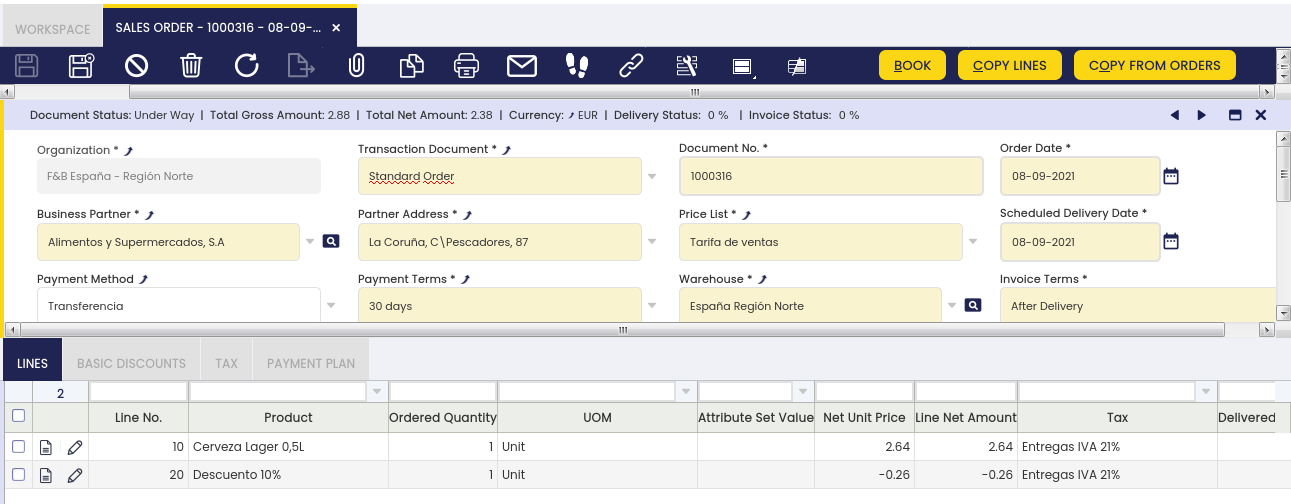 WORKSPACE
SALES ORDER - 1000316 - 08-09-...
BOOK
COPY LINES
COPY FROM ORDERS
Document Status: Under Way | Total Gross Amount: 2.88 | Total Net Amount: 2.38 | Currency: EUR | Delivery Status: 0 % | Invoice Status: 0 %
Organization * Transaction Document * Document No. * Order Date *
F&B España - Región Norte Standard Order 1000316 08-09-2021
Business Partner * Partner Address * Price List * Scheduled Delivery Date *
Alimentos y Supermercados, S.A La Coruña, C\Pescadores, 87 Tarifa de ventas 08-09-2021
Payment Method Payment Terms * Warehouse * Invoice Terms *
Transferencia 30 days España Región Norte After Delivery
LINES BASIC DISCOUNTS TAX PAYMENT PLAN
2
Line No. Product Ordered Quantity UOM Attribute Set Value Net Unit Price Line Net Amount Tax Delivered
10 Cerveza Lager 0,5L 1 Unit 2.64 2.64 Entregas IVA 21%
20 Descuento 10% 1 Unit -0.26 -0.26 Entregas IVA 21%